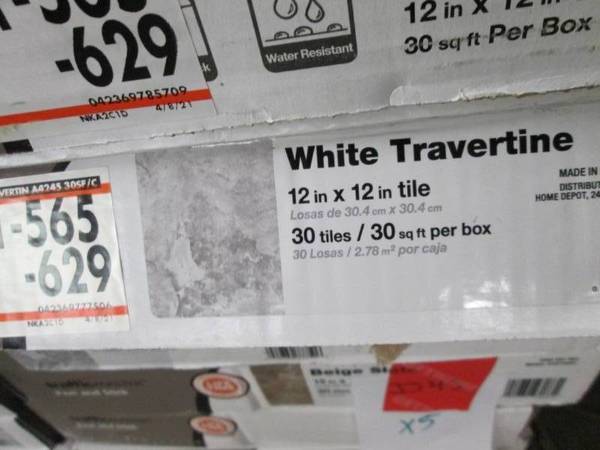 -629
042369785709
NKA2C1D 4/8/21
Water Resistant
12 in x 12 in
30 sq ft Per Box
VERTIN A4245 30SF/C
-565
-629
NKA3C1D
White Travertine
12 in x 12 in tile
Losas de 30.4 cm x 30.4 cm
30 tiles / 30 sq ft per box
30 Losas / 2.78 m² por caja
MADE IN
DISTRIBUT
HOME DEPOT, 24
Beige
x5